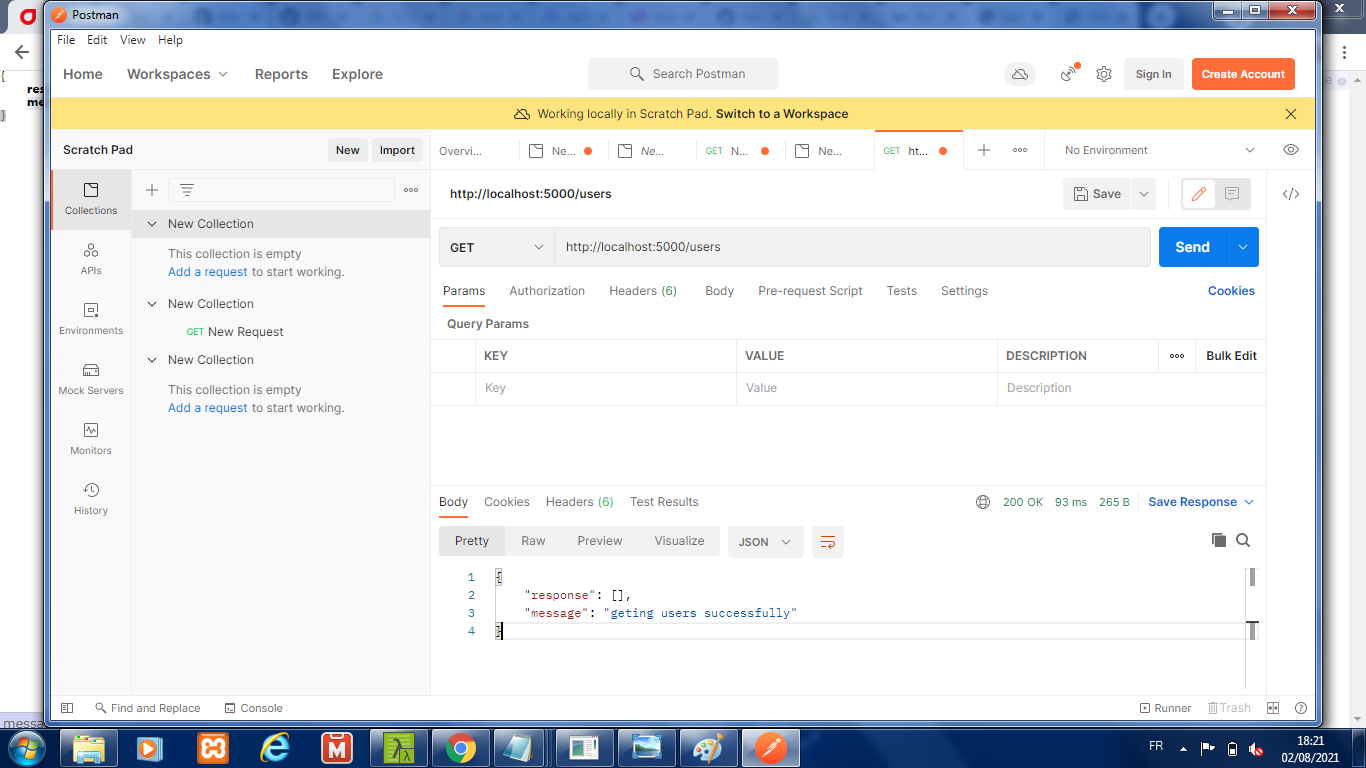 Postman
File Edit View Help
Home Workspaces Reports Explore Search Postman Sign In Create Account
{
res
me
}
Working locally in Scratch Pad. Switch to a Workspace
Scratch Pad New Import
Overvi... Ne... Ne... GET N... Ne... GET ht... No Environment
Collections
APIs
Environments
Mock Servers
Monitors
History
New Collection
This collection is empty
Add a request to start working.
New Collection
GET New Request
New Collection
This collection is empty
Add a request to start working.
http://localhost:5000/users Save
GET http://localhost:5000/users Send
Params Authorization Headers (6) Body Pre-request Script Tests Settings Cookies
Query Params
KEY VALUE DESCRIPTION Bulk Edit
Key Value Description
Body Cookies Headers (6) Test Results 200 OK 93 ms 265 B Save Response
Pretty Raw Preview Visualize JSON
1 {
2 "response": [],
3 "message": "geting users successfully"
4 }
Find and Replace Console Runner Trash
messa
FR 18:21
02/08/2021